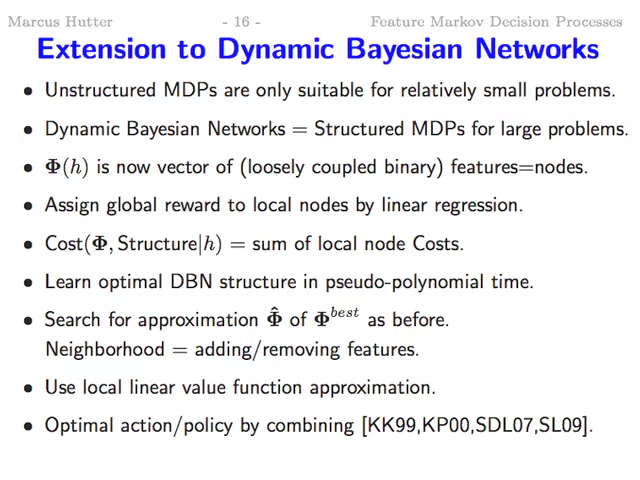 Marcus Hutter - 16 - Feature Markov Decision Processes
Extension to Dynamic Bayesian Networks
• Unstructured MDPs are only suitable for relatively small problems.
• Dynamic Bayesian Networks = Structured MDPs for large problems.
• Φ(h) is now vector of (loosely coupled binary) features=nodes.
• Assign global reward to local nodes by linear regression.
• Cost(Φ, Structure|h) = sum of local node Costs.
• Learn optimal DBN structure in pseudo-polynomial time.
• Search for approximation Φ̂ of Φ^best as before.
Neighborhood = adding/removing features.
• Use local linear value function approximation.
• Optimal action/policy by combining [KK99,KP00,SDL07,SL09].